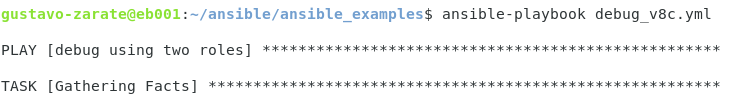 gustavo-zarate@eb001:~/ansible/ansible_examples$ ansible-playbook debug_v8c.yml
PLAY [debug using two roles] ***************************************************
TASK [Gathering Facts] *********************************************************